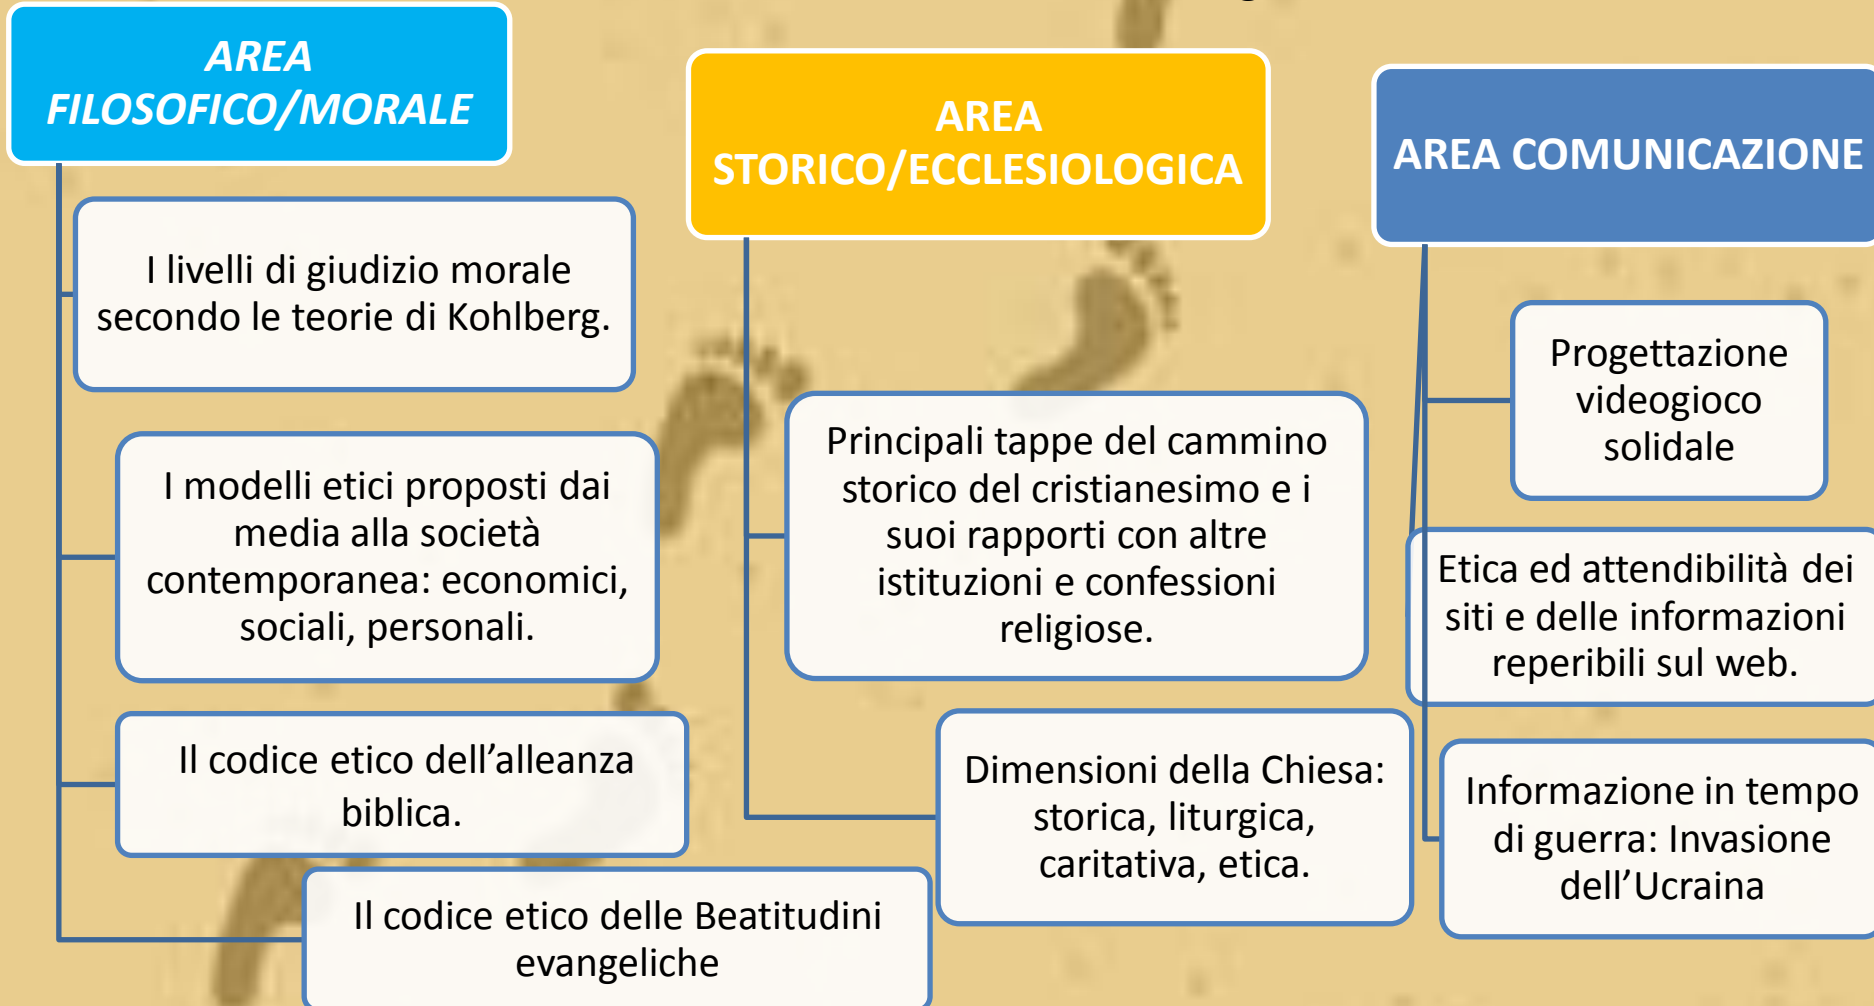 AREA
FILOSOFICO/MORALE
I livelli di giudizio morale
secondo le teorie di Kohlberg.
I modelli etici proposti dai
media alla società
contemporanea: economici,
sociali, personali.
Il codice etico dell’alleanza
biblica.
Il codice etico delle Beatitudini
evangeliche
AREA
STORICO/ECCLESIOLOGICA
Principali tappe del cammino
storico del cristianesimo e i
suoi rapporti con altre
istituzioni e confessioni
religiose.
Dimensioni della Chiesa:
storica, liturgica,
caritativa, etica.
AREA COMUNICAZIONE
Progettazione
videogioco
solidale
Etica ed attendibilità dei
siti e delle informazioni
reperibili sul web.
Informazione in tempo
di guerra: Invasione
dell’Ucraina